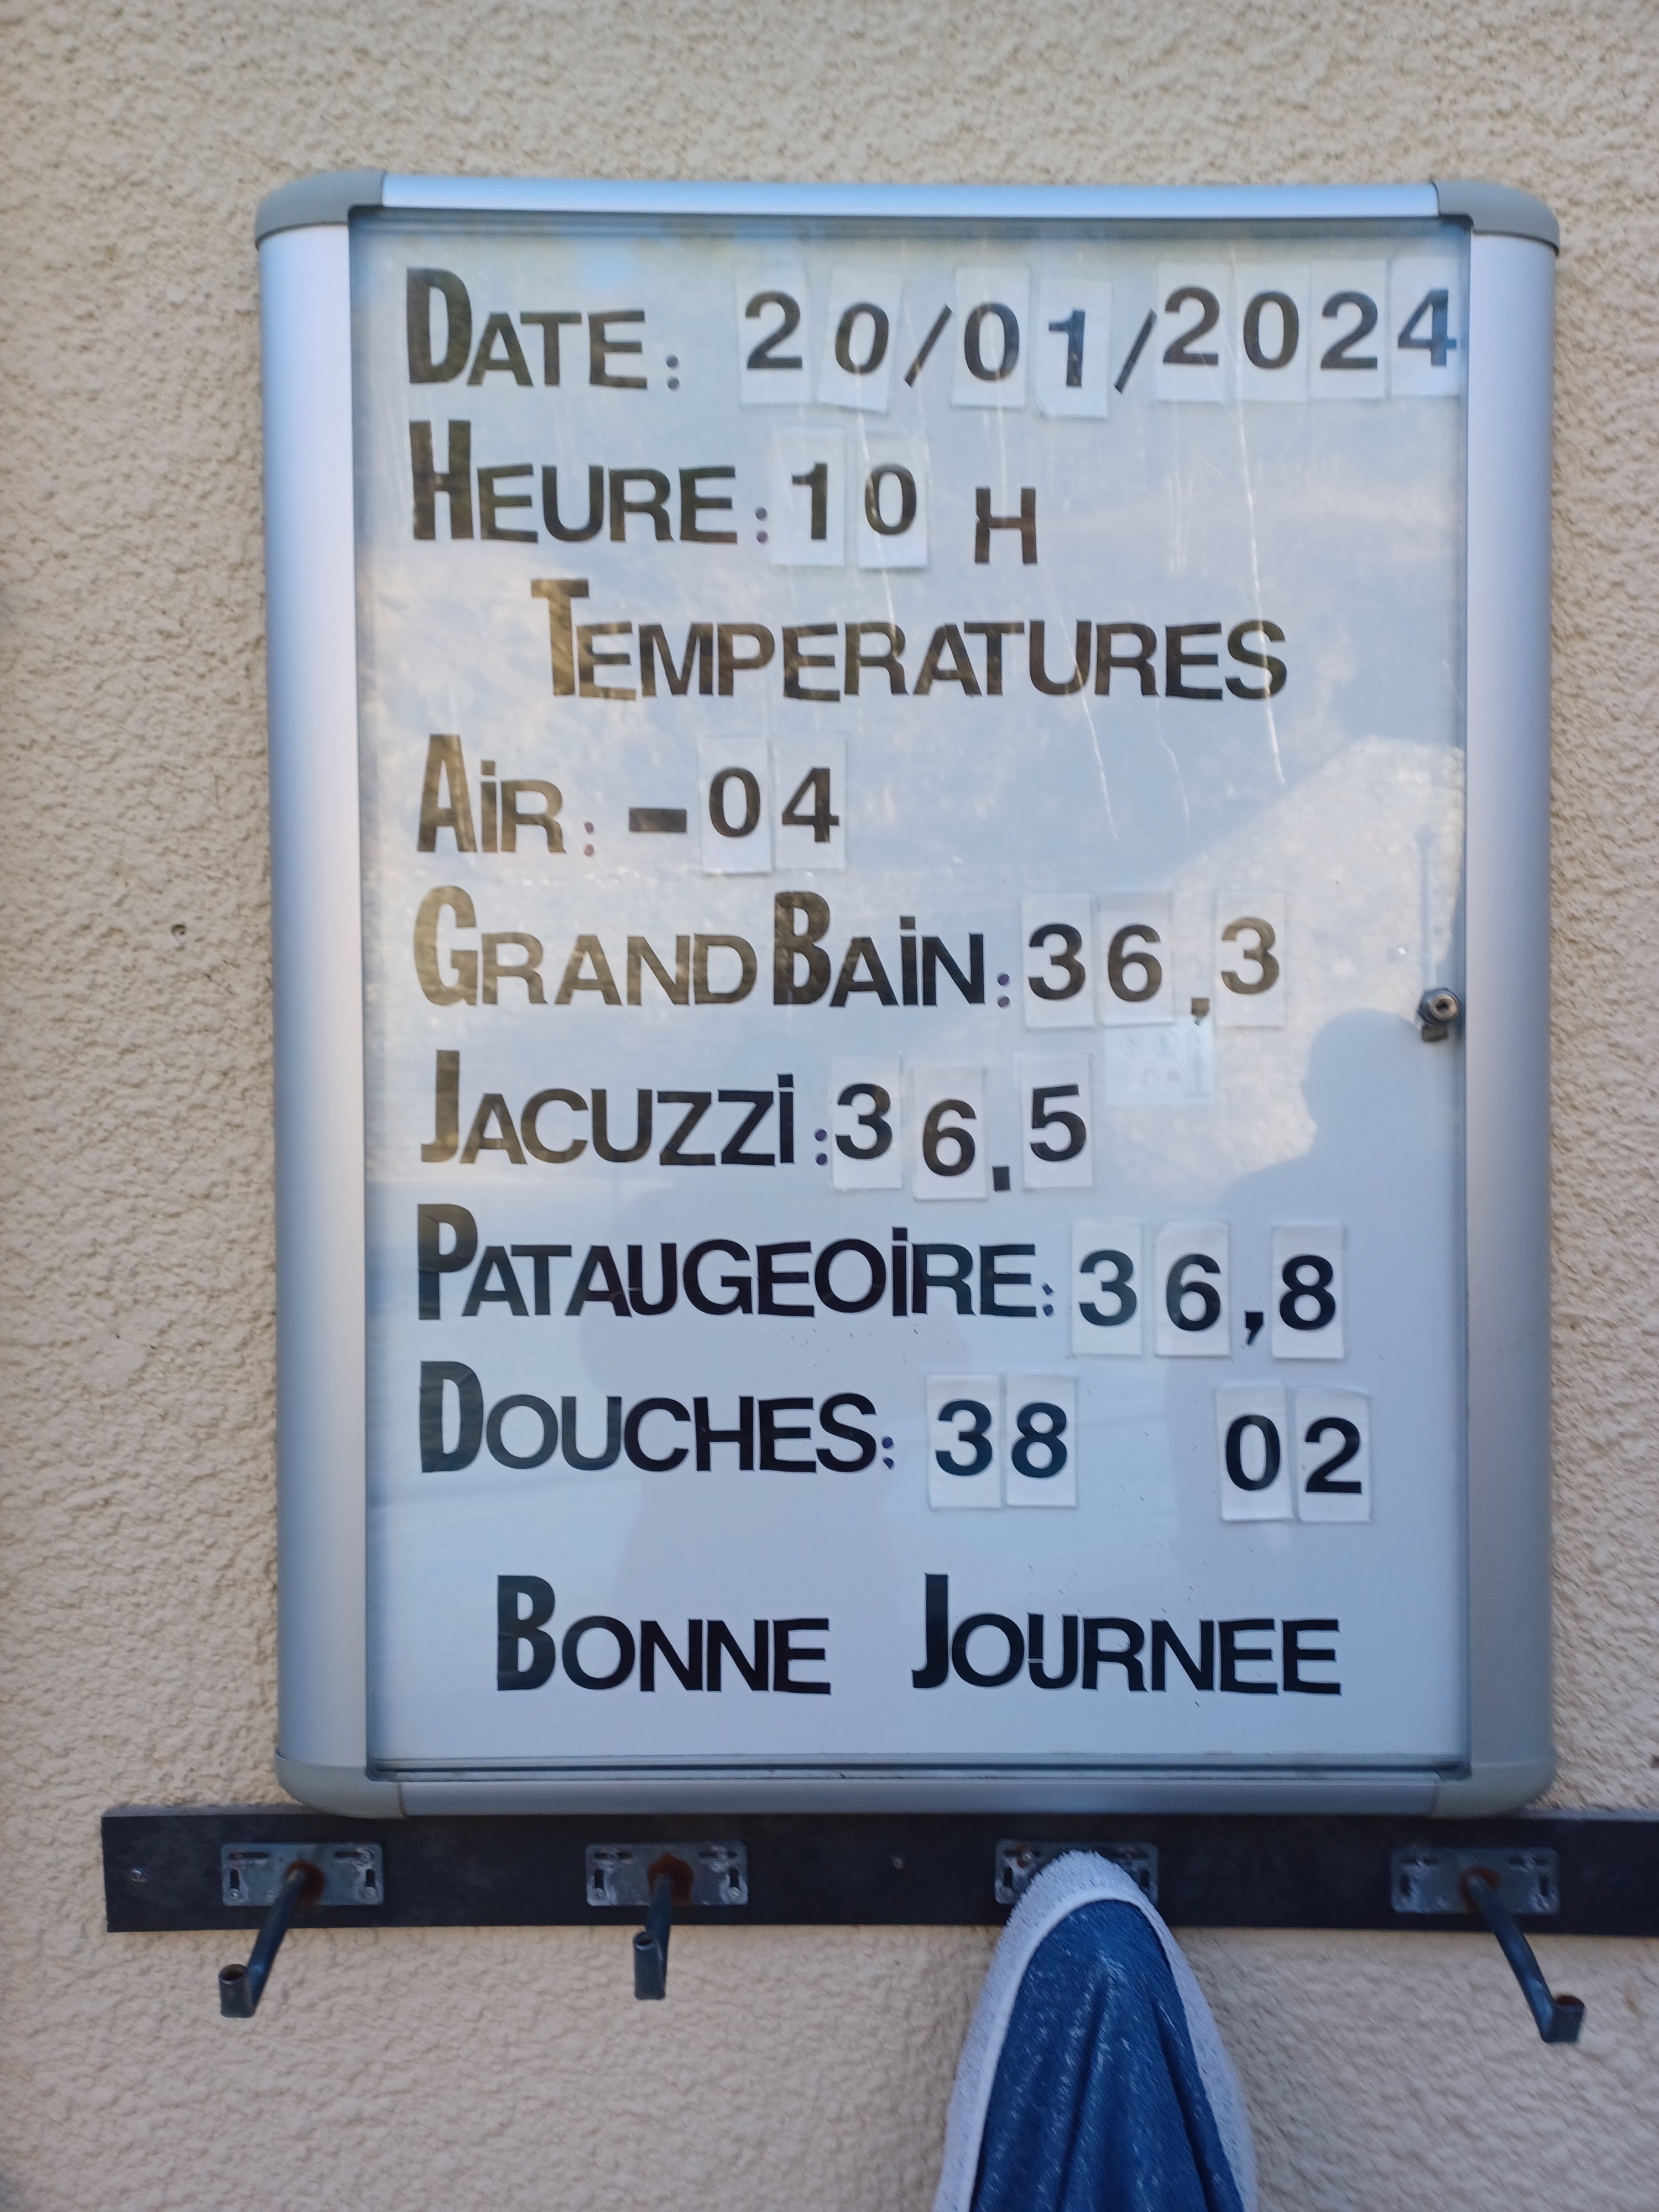 DATE: 20/01/2024
HEURE: 10 H
TEMPERATURES
AiR: -04
GRAND BAiN: 36,3
JACUZZi: 36.5
PATAUGEOiRE: 36,8
DOUCHES: 38 02
BONNE JOURNEE